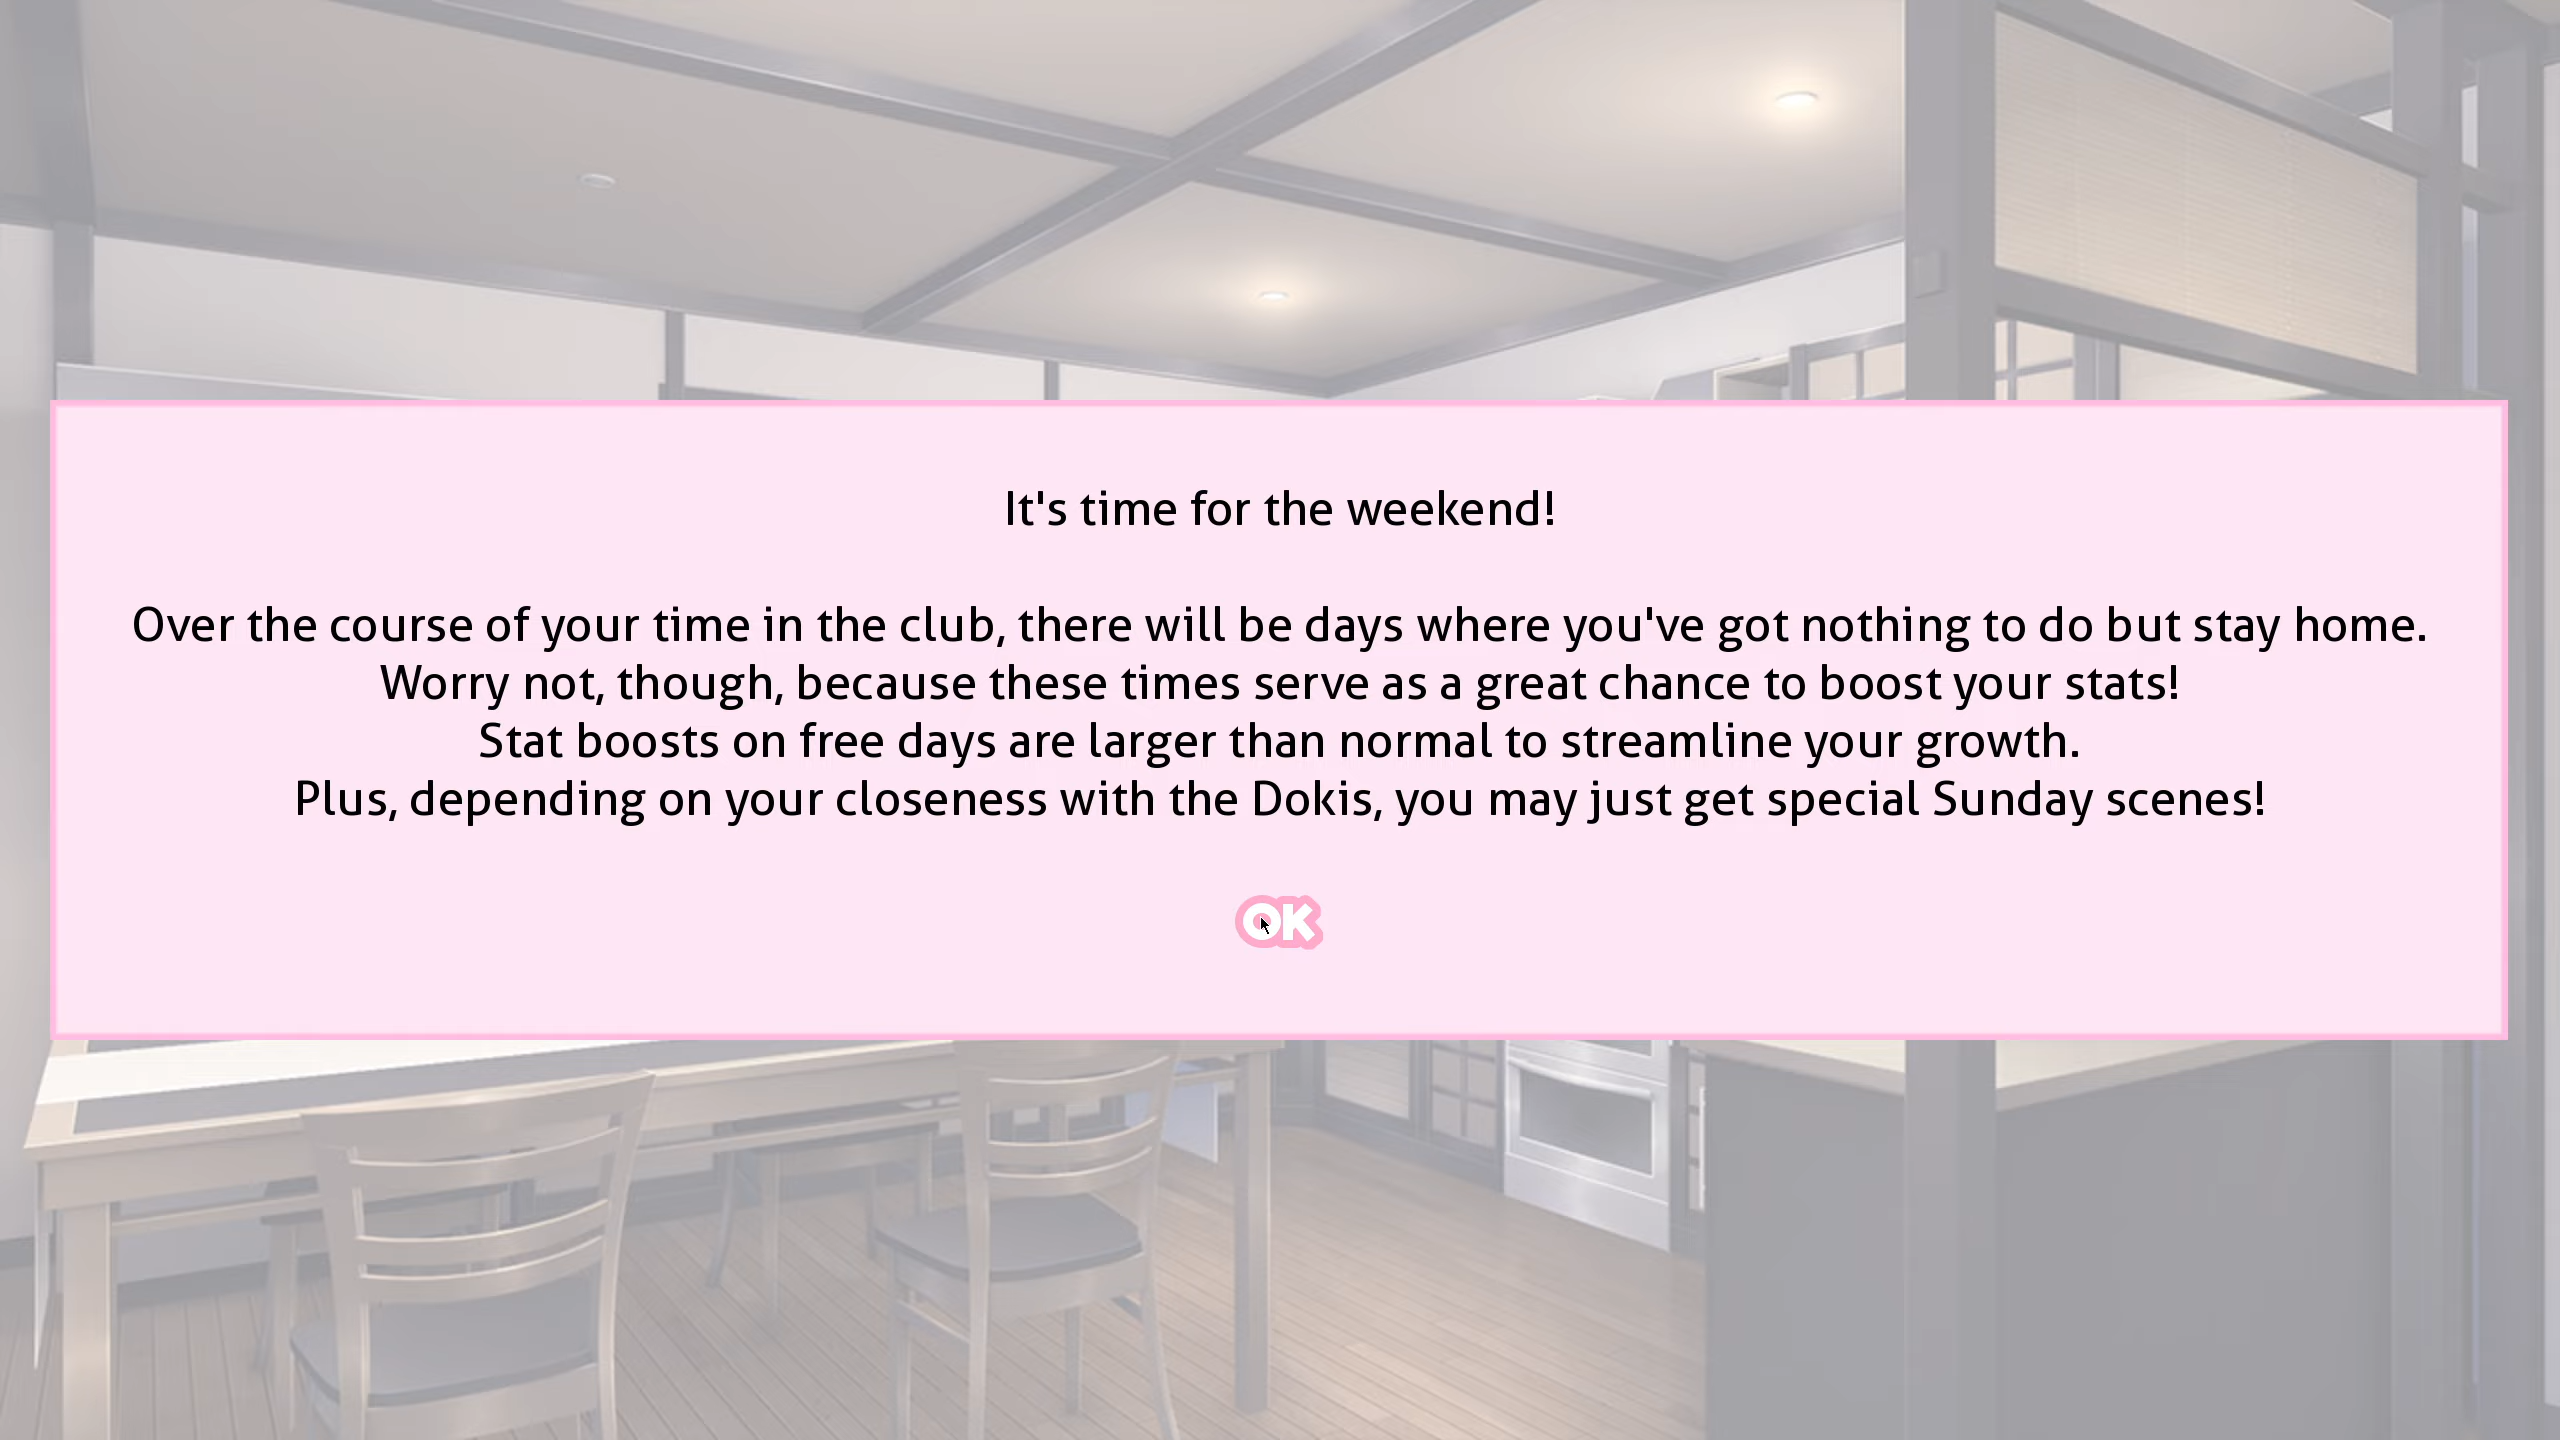 It's time for the weekend!
Over the course of your time in the club, there will be days where you've got nothing to do but stay home.
Worry not, though, because these times serve as a great chance to boost your stats!
Stat boosts on free days are larger than normal to streamline your growth.
Plus, depending on your closeness with the Dokis, you may just get special Sunday scenes!
OK